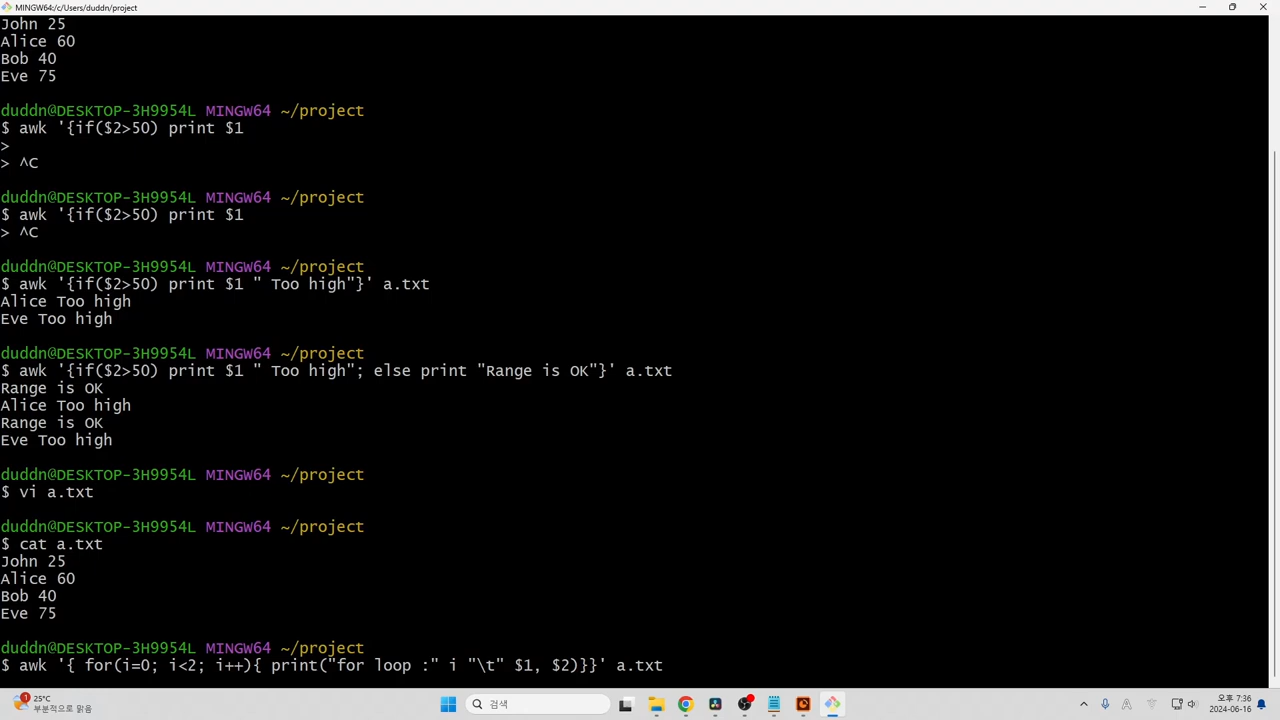 MINGW64:/c/Users/duddn/project
John 25
Alice 60
Bob 40
Eve 75
duddn@DESKTOP-3H9954L MINGW64 ~/project
$ awk '{if($2>50) print $1
>
> ^C
duddn@DESKTOP-3H9954L MINGW64 ~/project
$ awk '{if($2>50) print $1
> ^C
duddn@DESKTOP-3H9954L MINGW64 ~/project
$ awk '{if($2>50) print $1 " Too high"}' a.txt
Alice Too high
Eve Too high
duddn@DESKTOP-3H9954L MINGW64 ~/project
$ awk '{if($2>50) print $1 " Too high"; else print "Range is OK"}' a.txt
Range is OK
Alice Too high
Range is OK
Eve Too high
duddn@DESKTOP-3H9954L MINGW64 ~/project
$ vi a.txt
duddn@DESKTOP-3H9954L MINGW64 ~/project
$ cat a.txt
John 25
Alice 60
Bob 40
Eve 75
duddn@DESKTOP-3H9954L MINGW64 ~/project
$ awk '{ for(i=0; i<2; i++){ print("for loop :" i "\t" $1, $2)}}' a.txt
1
25°C
부분적으로 맑음
검색
A
오후 7:36
2024-06-16